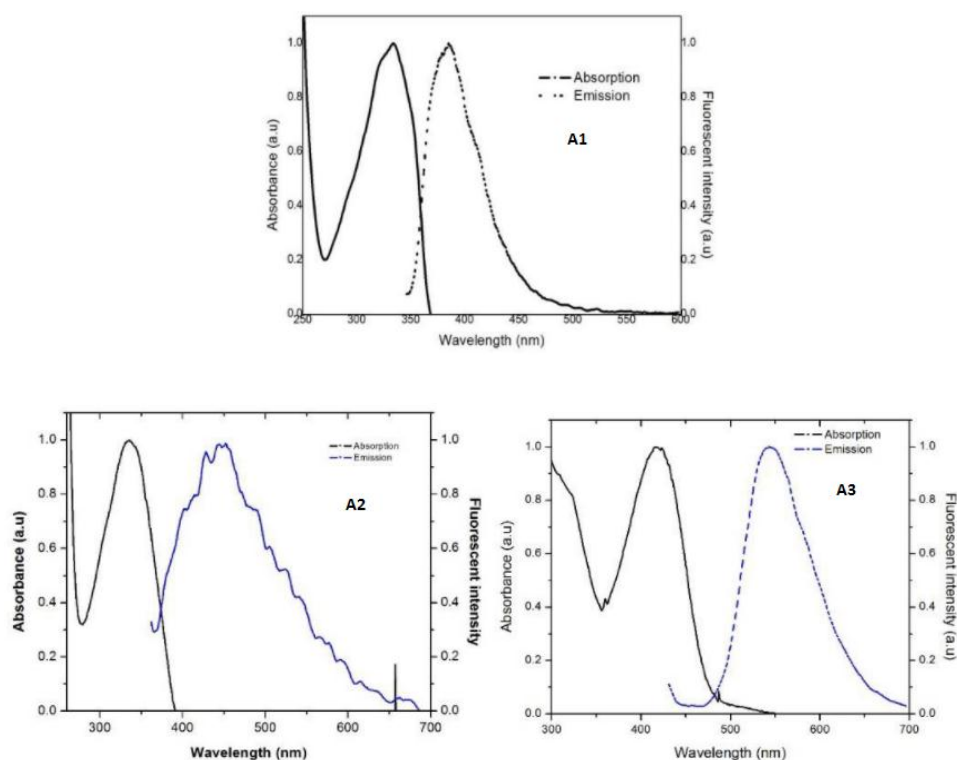 Absorption
Emission
A1
Absorbance (a.u)
Fluorescent intensity (a.u)
1.0
0.8
0.6
0.4
0.2
0.0
1.0
0.8
0.6
0.4
0.2
0.0
250 300 350 400 450 500 550 600
Wavelength (nm)
Absorption
Emission
A2
Absorbance (a.u)
Fluorescent intensity
1.0
0.8
0.6
0.4
0.2
0.0
1.0
0.8
0.6
0.4
0.2
0.0
300 400 500 600 700
Wavelength (nm)
Absorption
Emission
A3
Absorbance (a.u)
Fluorescent intensity (a.u)
1.0
0.8
0.6
0.4
0.2
0.0
1.0
0.8
0.6
0.4
0.2
0.0
300 400 500 600 700
Wavelength (nm)